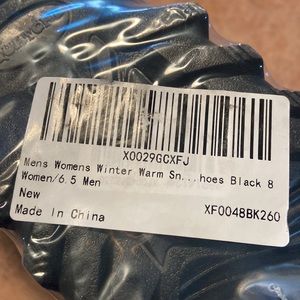 X0029GCXFJ
Mens Womens Winter Warm Sn...hoes Black 8
Women/6.5 Men
New
XF0048BK260
Made In China